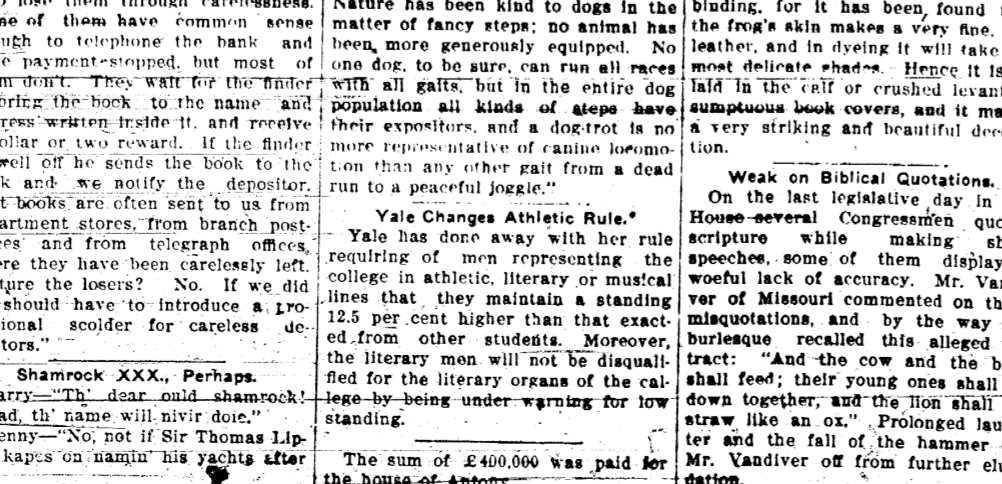 lose them through carelessness.
of them have common sense
to telephone the bank and
payment stopped, but most of
don't. They wait for the finder
bring the book to the name and
written inside it, and receive
dollar or two reward. If the finder
well off he sends the book to the
and we notify the depositor.
books are often sent to us from
department stores, from branch post-
and from telegraph offices,
they have been carelessly left.
the losers? No. If we did
should have to introduce a
scolder for careless de-
tors."
Shamrock XXX., Perhaps.
arry—"Th' dear ould shamrock!
ad, th' name will nivir doie."
enny—"No, not if Sir Thomas Lip-
kapes on namin' his yachts after
Nature has been kind to dogs in the
matter of fancy steps; no animal has
been more generously equipped. No
one dog, to be sure, can run all races
with all gaits, but in the entire dog
population all kinds of steps have
their expositors, and a dog-trot is no
more representative of canine locomo-
tion than any other gait from a dead
run to a peaceful joggle."
Yale Changes Athletic Rule.
Yale has done away with her rule
requiring of men representing the
college in athletic, literary or musical
lines that they maintain a standing
12.5 per cent higher than that exact-
ed from other students. Moreover,
the literary men will not be disquali-
fied for the literary organs of the cal-
lege by being under warning for low
standing.
The sum of £400,000 was paid for
the house of
binding, for it has been found
the frog's skin makes a very fine,
leather, and in dyeing it will take
most delicate shades. Hence it is
laid in the calf or crushed levant
sumptuous book covers, and it ma
a very striking and beautiful dec
tion.
Weak on Biblical Quotations.
On the last legislative day in
House several Congressmen quo
scripture while making sh
speeches, some of them display
woeful lack of accuracy. Mr. Van
ver of Missouri commented on th
misquotations, and by the way
burlesque recalled this alleged
tract: "And the cow and the b
shall feed; their young ones shall
down together, and the lion shall
straw like an ox." Prolonged lau
ter and the fall of the hammer
Mr. Vandiver off from further elu
dation.